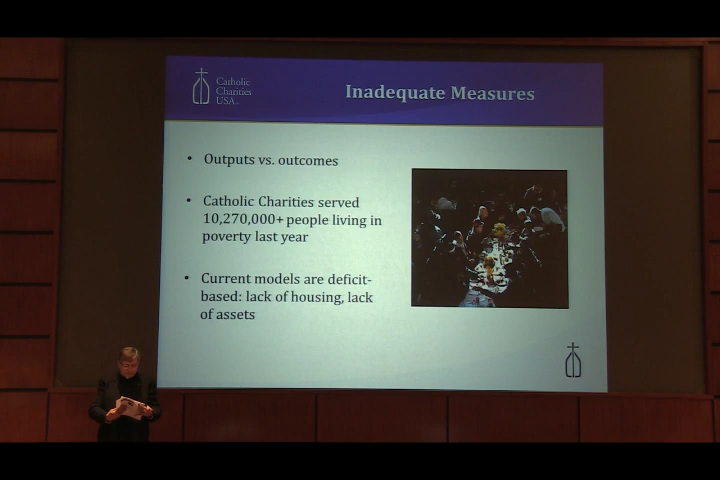 Catholic
Charities
USA.
Inadequate Measures
• Outputs vs. outcomes
• Catholic Charities served
10,270,000+ people living in
poverty last year
• Current models are deficit-
based: lack of housing, lack
of assets